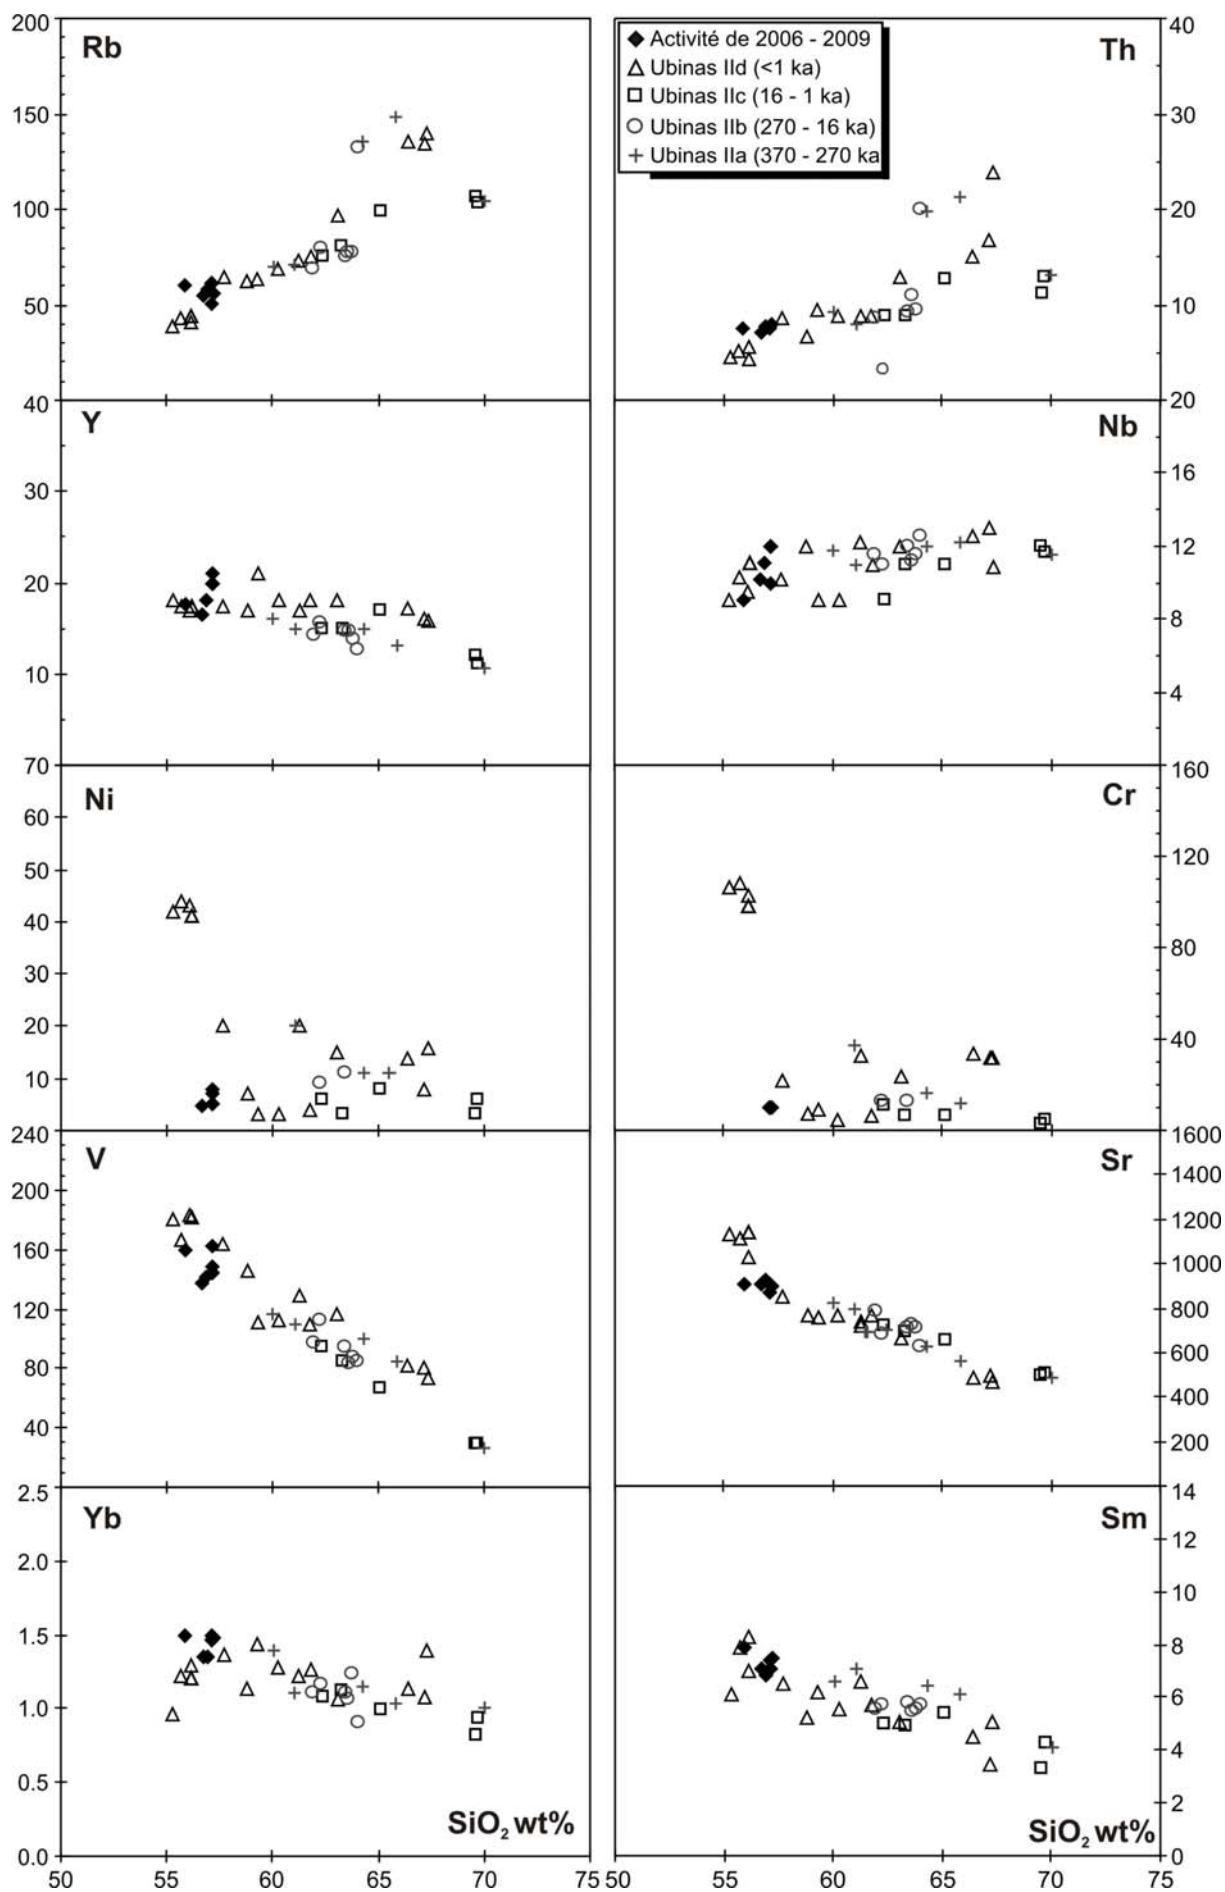 200
150
100
50
Rb
Activité de 2006 - 2009
Ubinas IId (<1 ka)
Ubinas IIc (16 - 1 ka)
Ubinas IIb (270 - 16 ka)
Ubinas IIa (370 - 270 ka
Th
40
30
20
10
40
30
20
10
Y
Nb
20
16
12
8
4
70
60
50
40
30
20
10
Ni
Cr
160
120
80
40
240
200
160
120
80
40
V
Sr
1600
1400
1200
1000
800
600
400
200
2.5
2.0
1.5
1.0
0.5
0.0
Yb
SiO2 wt%
Sm
14
12
10
8
6
4
2
0
SiO2 wt%
50 55 60 65 70 75
50 55 60 65 70 75